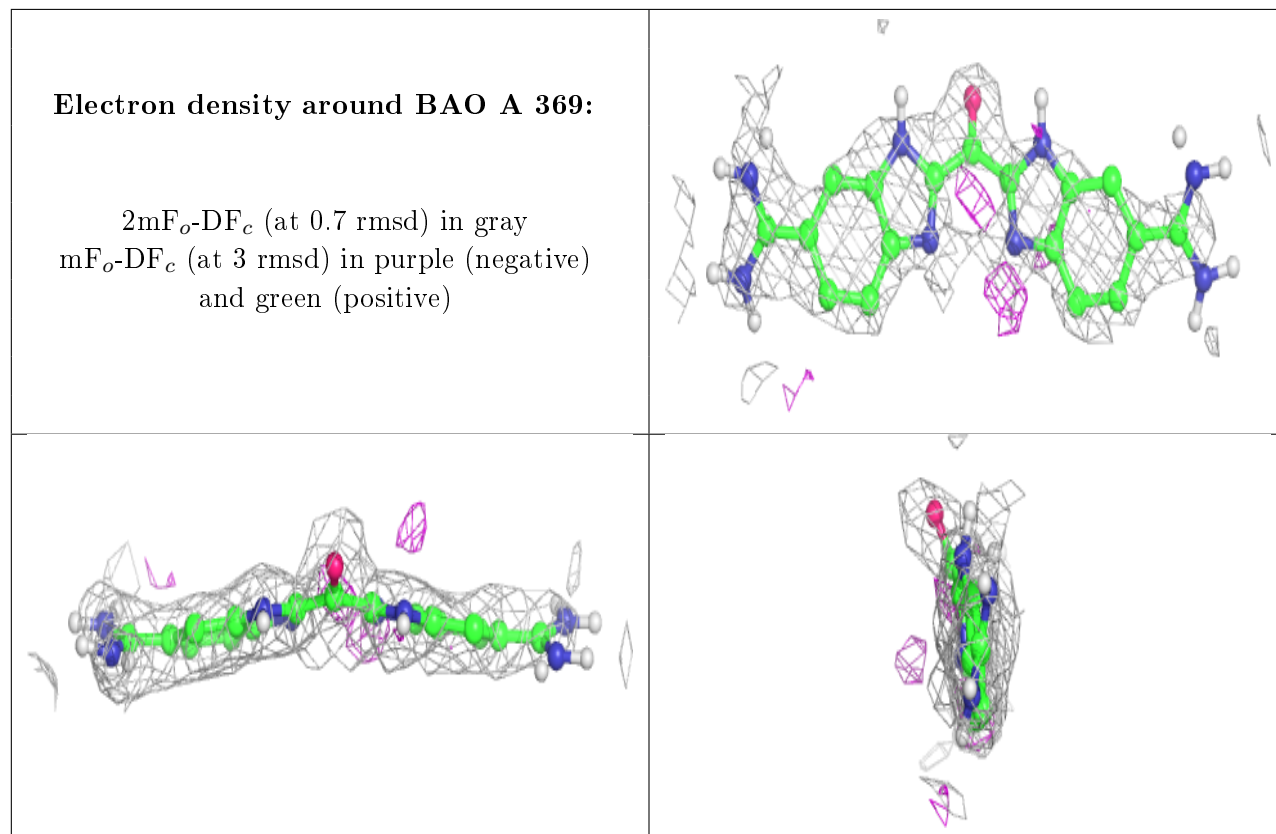 Electron density around BAO A 369:
2mFo-DFc (at 0.7 rmsd) in gray
mFo-DFc (at 3 rmsd) in purple (negative)
and green (positive)